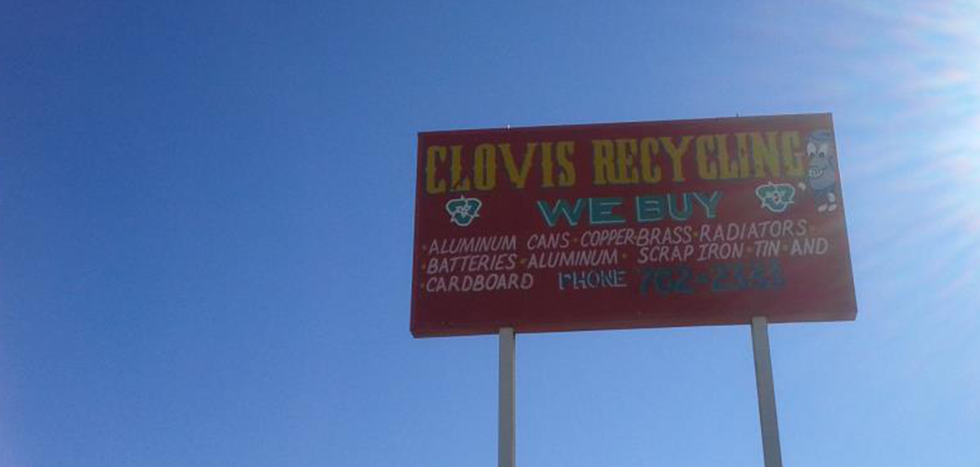 CLOVIS RECYCLING
WE BUY
·ALUMINUM CANS·COPPER·BRASS·RADIATORS·
·BATTERIES·ALUMINUM· SCRAP IRON·TIN·AND
·CARDBOARD PHONE 762-2333